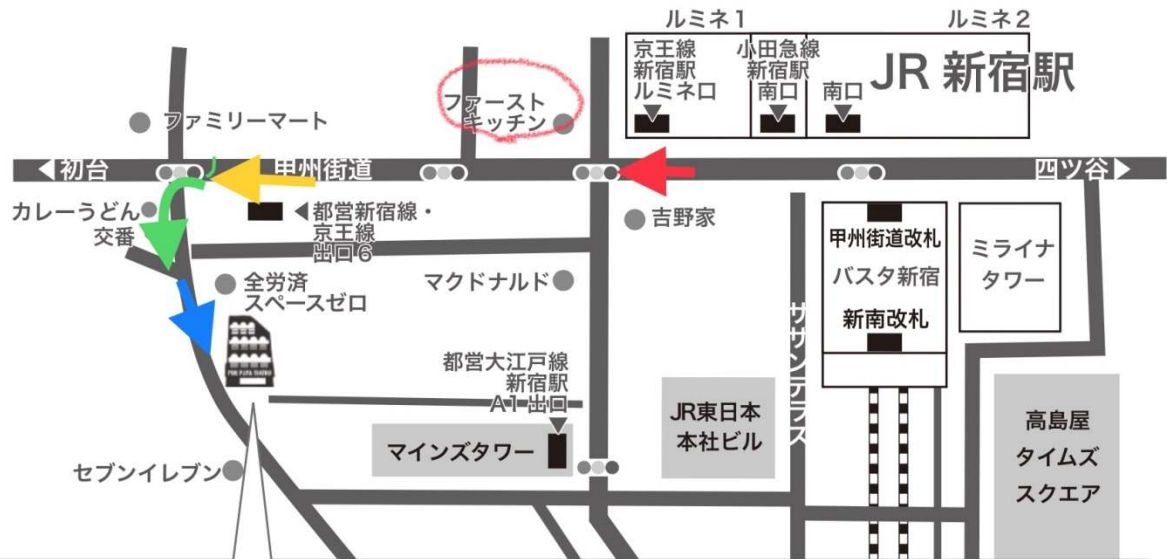 ルミネ１
ルミネ２
京王線
新宿駅
ルミネ口
小田急線
新宿駅
南口
南口
JR 新宿駅
ファースト
キッチン
ファミリーマート
初台
甲州街道
四ツ谷
カレーうどん
交番
都営新宿線・
京王線
出口６
吉野家
甲州街道改札
バスタ新宿
新南改札
ミライナ
タワー
全労済
スペースゼロ
マクドナルド
サザンテラス
都営大江戸線
新宿駅
A1 出口
マインズタワー
JR東日本
本社ビル
高島屋
タイムズ
スクエア
セブンイレブン